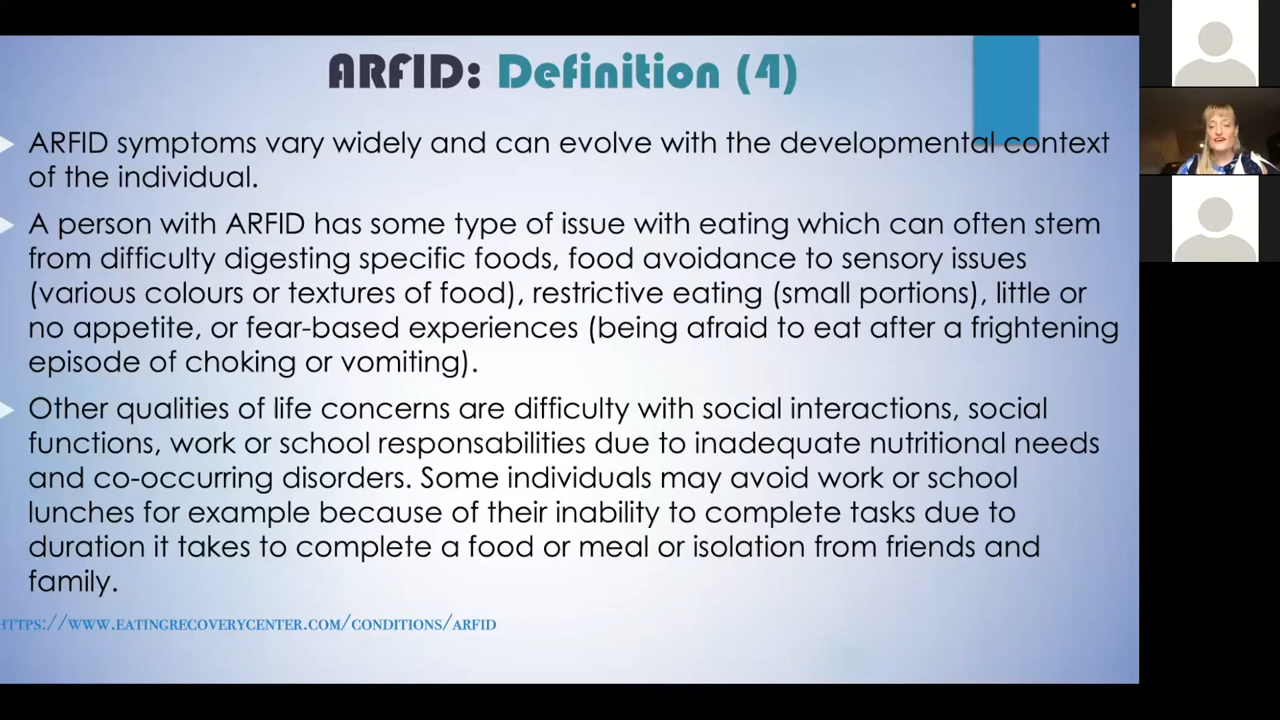 ARFID: Definition (4)
ARFID symptoms vary widely and can evolve with the developmental context
of the individual.
A person with ARFID has some type of issue with eating which can often stem
from difficulty digesting specific foods, food avoidance to sensory issues
(various colours or textures of food), restrictive eating (small portions), little or
no appetite, or fear-based experiences (being afraid to eat after a frightening
episode of choking or vomiting).
Other qualities of life concerns are difficulty with social interactions, social
functions, work or school responsabilities due to inadequate nutritional needs
and co-occurring disorders. Some individuals may avoid work or school
lunches for example because of their inability to complete tasks due to
duration it takes to complete a food or meal or isolation from friends and
family.
HTTPS://WWW.EATINGRECOVERYCENTER.COM/CONDITIONS/ARFID